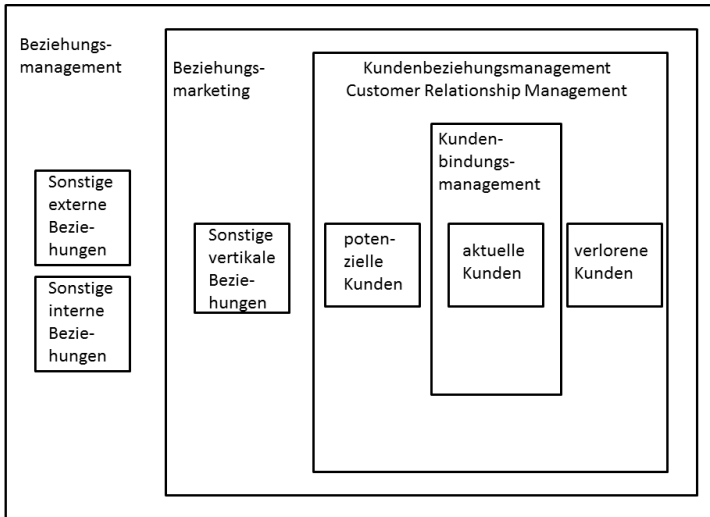 Beziehungs-
management
Beziehungs-
marketing
Kundenbeziehungsmanagement
Customer Relationship Management
Kunden-
bindungs-
management
Sonstige
externe
Bezie-
hungen
Sonstige
interne
Bezie-
hungen
Sonstige
vertikale
Bezie-
hungen
poten-
zielle
Kunden
aktuelle
Kunden
verlorene
Kunden